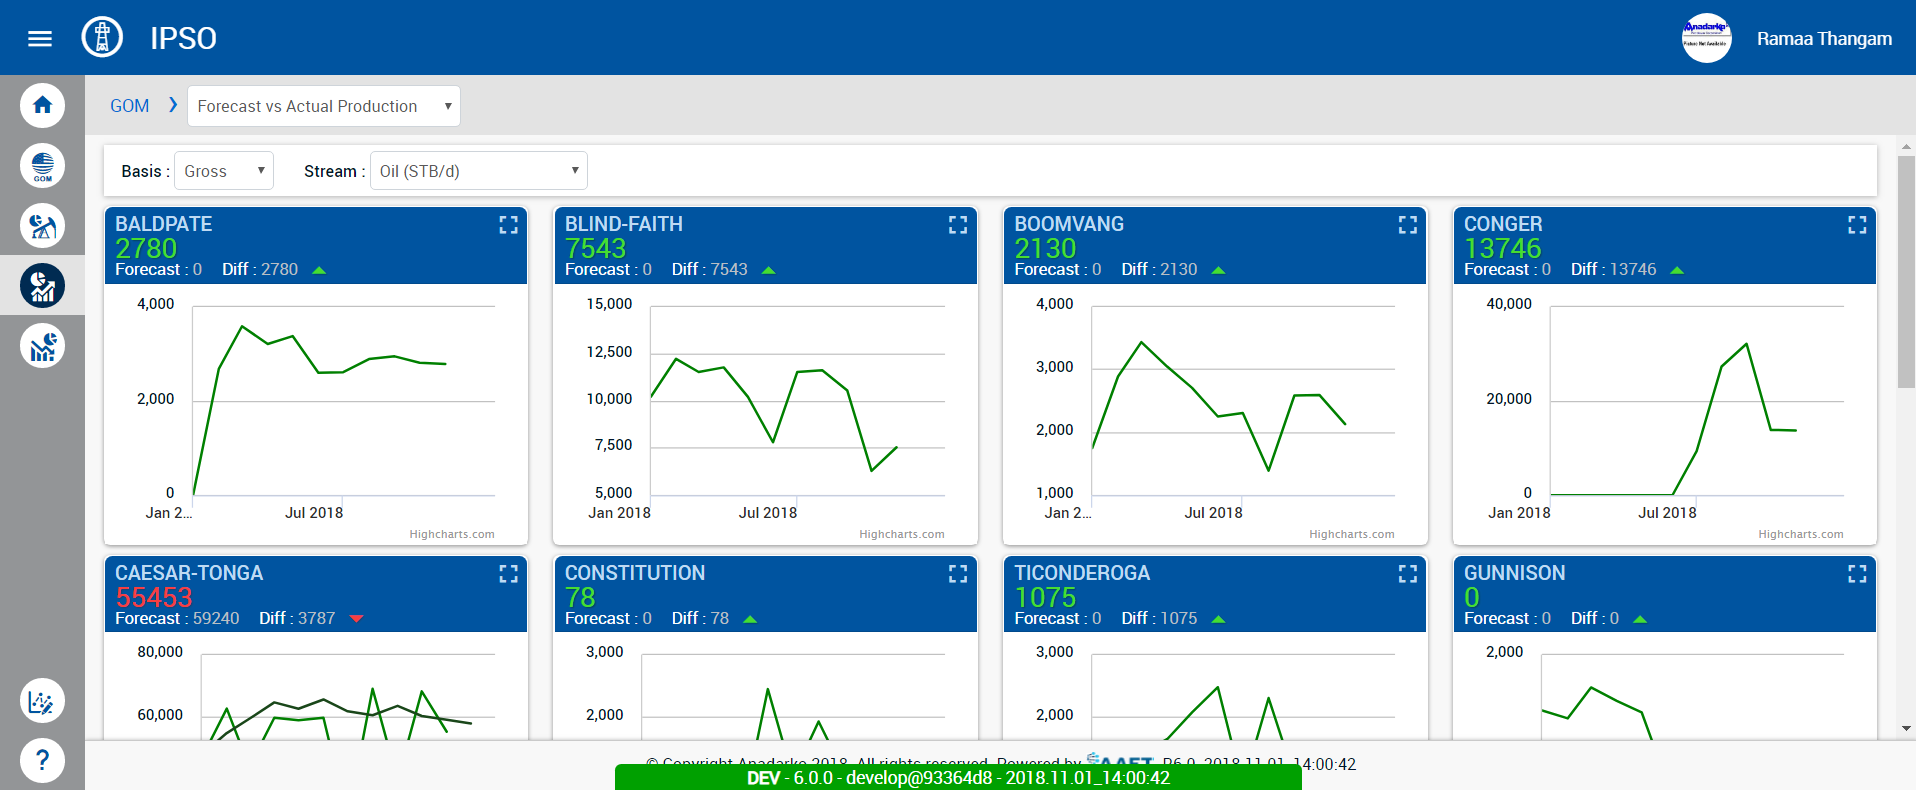 IPSO
Anadarko
Picture Not Available
Ramaa Thangam
GOM
GOM ❯ Forecast vs Actual Production
Basis : Gross Stream : Oil (STB/d)
BALDPATE
2780
Forecast : 0 Diff : 2780
4,000
2,000
0
Jan 2... Jul 2018
Highcharts.com
BLIND-FAITH
7543
Forecast : 0 Diff : 7543
15,000
12,500
10,000
7,500
5,000
Jan 2018 Jul 2018
Highcharts.com
BOOMVANG
2130
Forecast : 0 Diff : 2130
4,000
3,000
2,000
1,000
Jan 2... Jul 2018
Highcharts.com
CONGER
13746
Forecast : 0 Diff : 13746
40,000
20,000
0
Jan 2018 Jul 2018
Highcharts.com
CAESAR-TONGA
55453
Forecast : 59240 Diff : 3787
80,000
60,000
CONSTITUTION
78
Forecast : 0 Diff : 78
3,000
2,000
TICONDEROGA
1075
Forecast : 0 Diff : 1075
3,000
2,000
GUNNISON
0
Forecast : 0 Diff : 0
2,000
?
© Copyright Anadarko 2018. All rights reserved. Powered by R6.0, 2018.11.01_14:00:42
DEV - 6.0.0 - develop@93364d8 - 2018.11.01_14:00:42